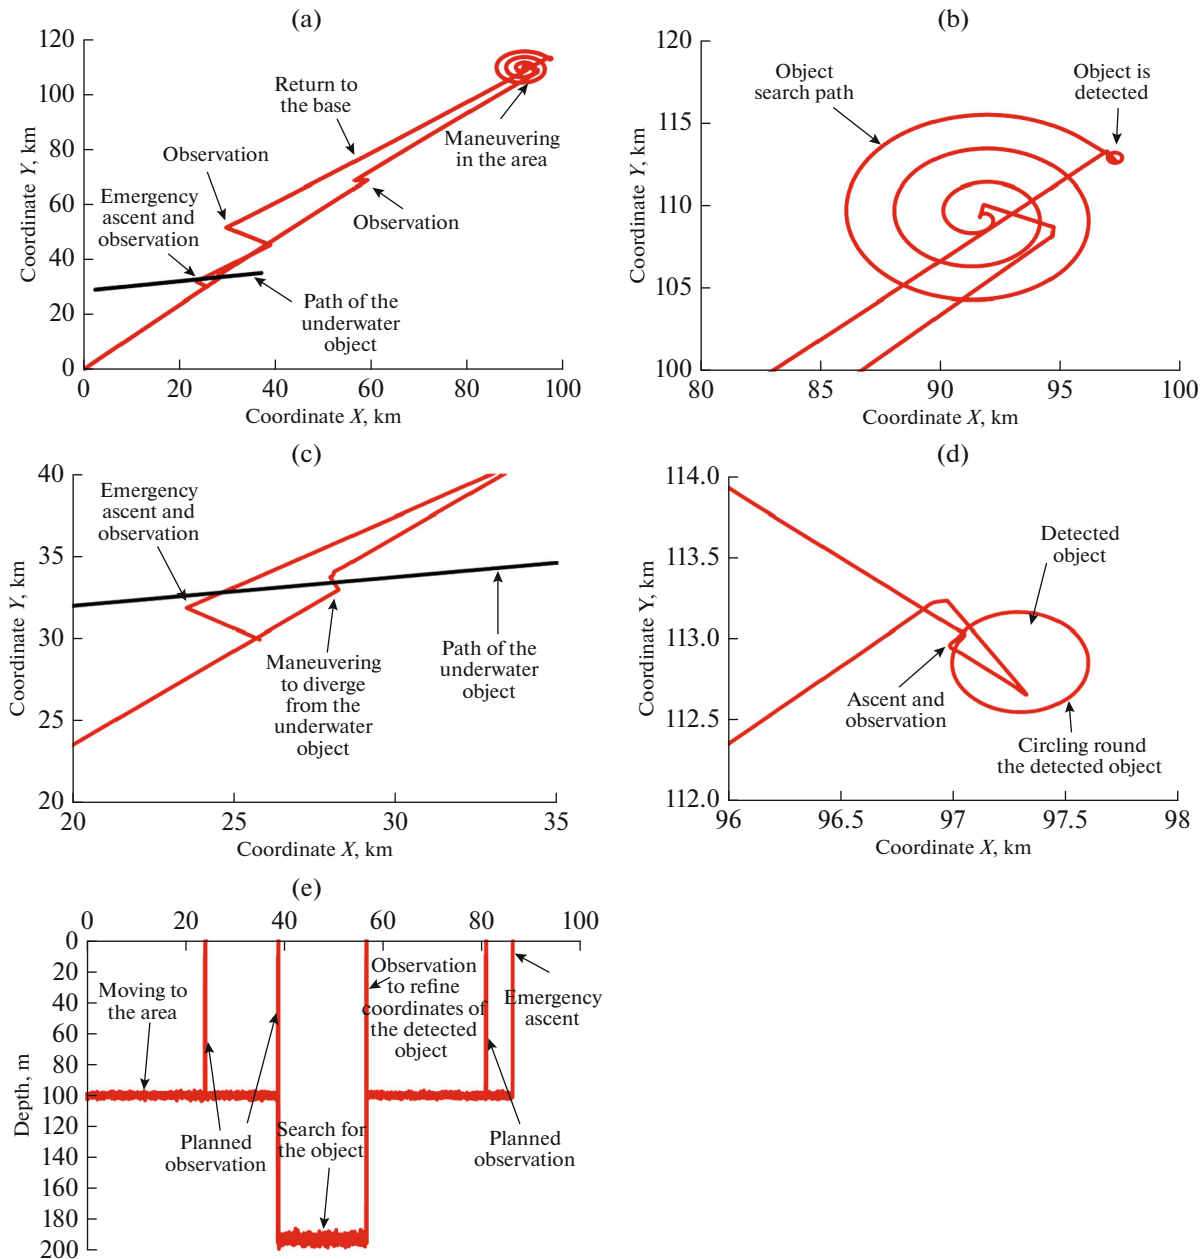 (a)
120
100
80
60
40
20
0
Coordinate Y, km
0
20
40
60
80
100
Coordinate X, km
Return to
the base
Observation
Emergency
ascent and
observation
Maneuvering
in the area
Observation
Path of the
underwater
object
(b)
120
115
110
105
100
Coordinate Y, km
80
85
90
95
100
Coordinate X, km
Object
search path
Object is
detected
(c)
40
35
30
25
20
Coordinate Y, km
20
25
30
35
Coordinate X, km
Emergency
ascent and
observation
Maneuvering
to diverge
from the
underwater
object
Path of the
underwater
object
(d)
114.0
113.5
113.0
112.5
112.0
Coordinate Y, km
96
96.5
97
97.5
98
Coordinate X, km
Detected
object
Ascent and
observation
Circling round
the detected object
(e)
0
20
40
60
80
100
0
20
40
60
80
100
120
140
160
180
200
Depth, m
Moving to
the area
Planned
observation
Search for
the object
Observation
to refine
coordinates of
the detected
object
Emergency
ascent
Planned
observation